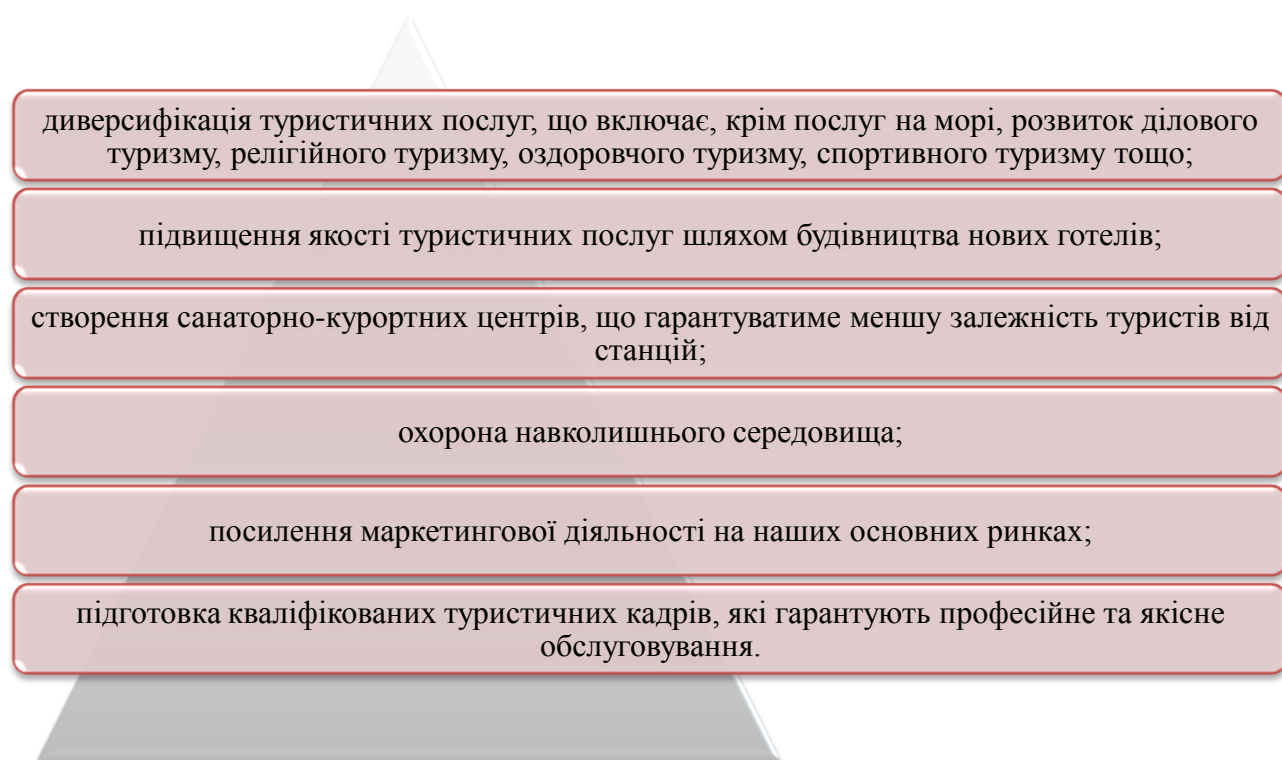 диверсифікація туристичних послуг, що включає, крім послуг на морі, розвиток ділового
туризму, релігійного туризму, оздоровчого туризму, спортивного туризму тощо;
підвищення якості туристичних послуг шляхом будівництва нових готелів;
створення санаторно-курортних центрів, що гарантуватиме меншу залежність туристів від
станцій;
охорона навколишнього середовища;
посилення маркетингової діяльності на наших основних ринках;
підготовка кваліфікованих туристичних кадрів, які гарантують професійне та якісне
обслуговування.